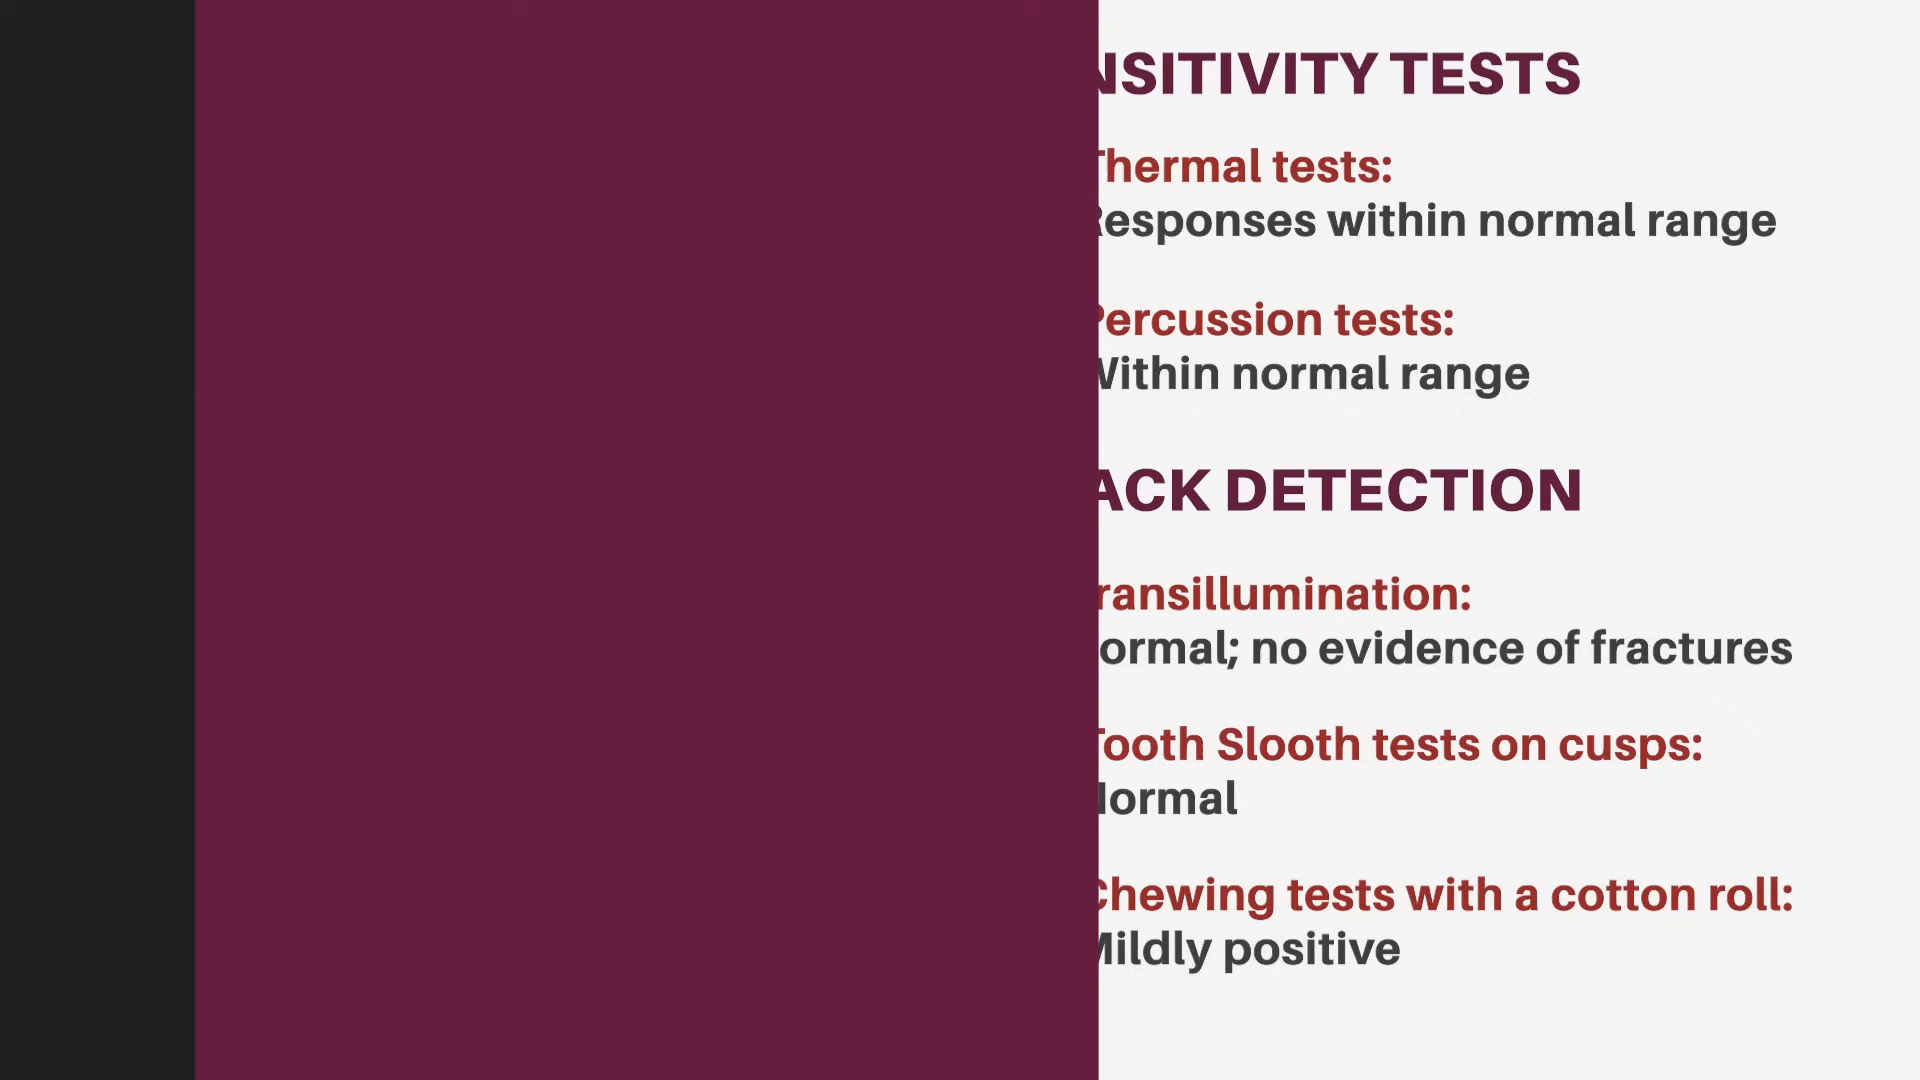 NSITIVITY TESTS
Thermal tests:
Responses within normal range
Percussion tests:
Within normal range
ACK DETECTION
ransillumination:
ormal; no evidence of fractures
Tooth Slooth tests on cusps:
Normal
Chewing tests with a cotton roll:
Mildly positive